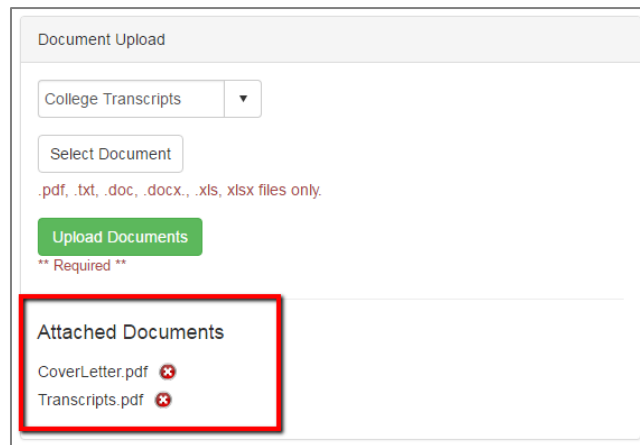 Document Upload
College Transcripts
Select Document
.pdf, .txt, .doc, .docx., .xls, xlsx files only.
Upload Documents
** Required **
Attached Documents
CoverLetter.pdf
Transcripts.pdf